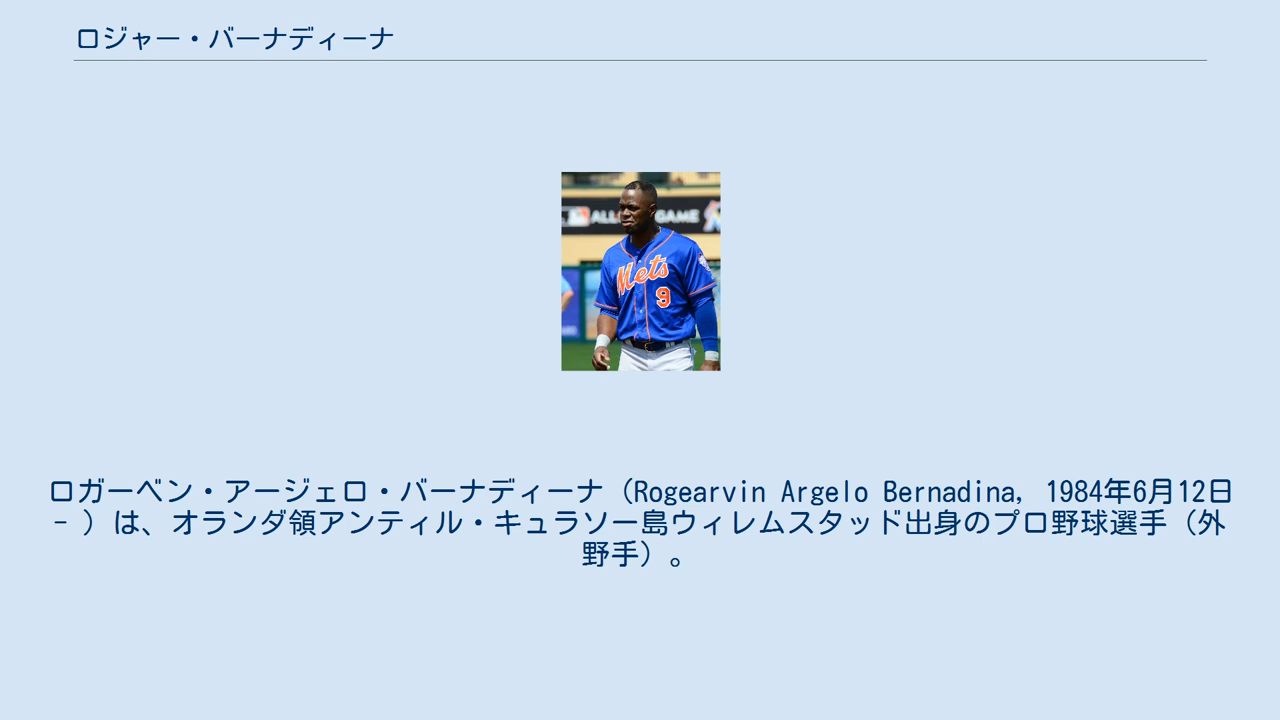 ロジャー・バーナディーナ
ALL GAME
Mets
9
ロガーベン・アージェロ・バーナディーナ（Rogearvin Argelo Bernadina, 1984年6月12日
- ）は、オランダ領アンティル・キュラソー島ウィレムスタッド出身のプロ野球選手（外
野手）。